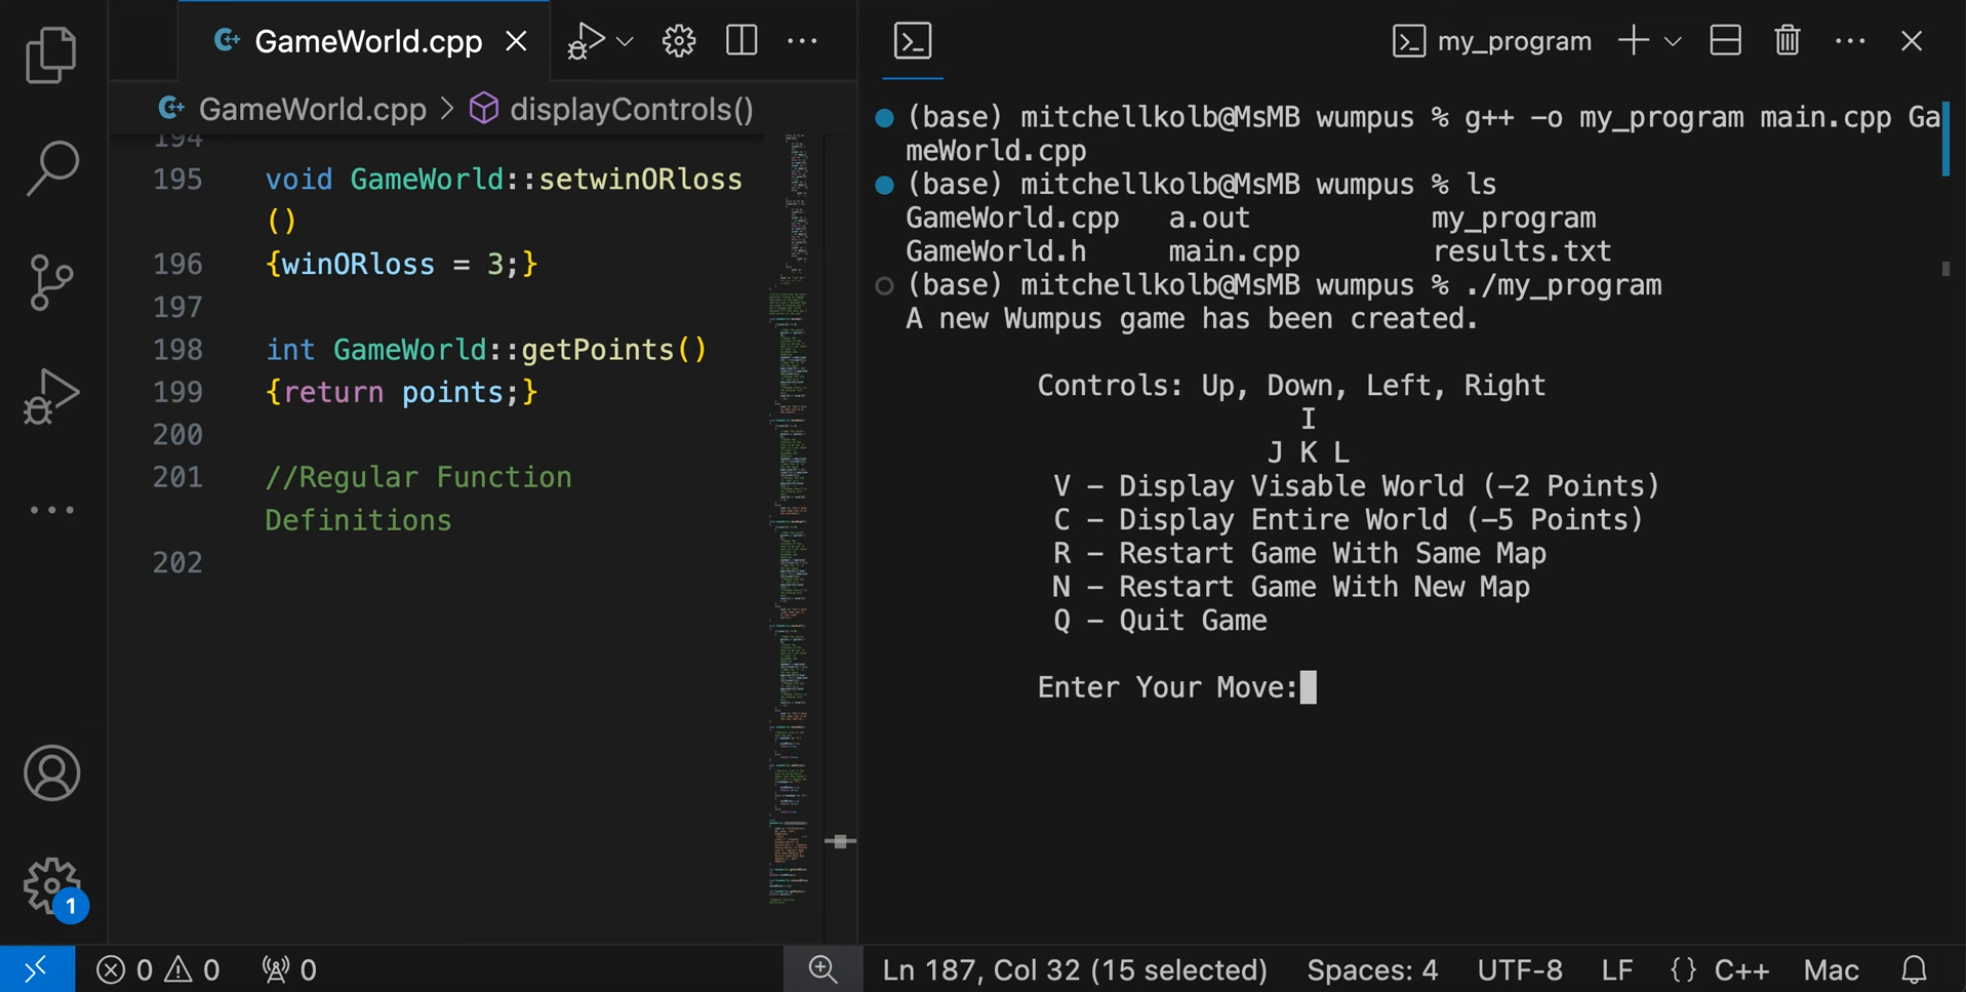 GameWorld.cpp
GameWorld.cpp > displayControls()
194
195 void GameWorld::setwinORloss
()
196 {winORloss = 3;}
197
198 int GameWorld::getPoints()
199 {return points;}
200
201 //Regular Function
Definitions
202
my_program
(base) mitchellkolb@MsMB wumpus % g++ -o my_program main.cpp Ga
meWorld.cpp
(base) mitchellkolb@MsMB wumpus % ls
GameWorld.cpp a.out my_program
GameWorld.h main.cpp results.txt
(base) mitchellkolb@MsMB wumpus % ./my_program
A new Wumpus game has been created.
Controls: Up, Down, Left, Right
I
J K L
V - Display Visable World (-2 Points)
C - Display Entire World (-5 Points)
R - Restart Game With Same Map
N - Restart Game With New Map
Q - Quit Game
Enter Your Move:
1
0 0 0 Ln 187, Col 32 (15 selected) Spaces: 4 UTF-8 LF {} C++ Mac